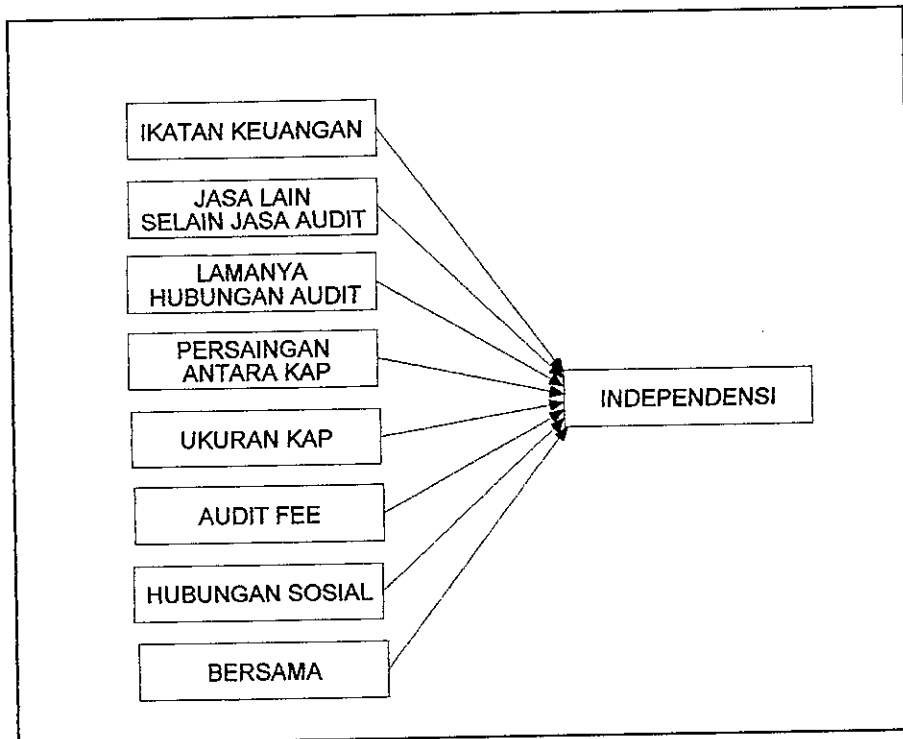 IKATAN KEUANGAN
JASA LAIN
SELAIN JASA AUDIT
LAMANYA
HUBUNGAN AUDIT
PERSAINGAN
ANTARA KAP
UKURAN KAP
AUDIT FEE
HUBUNGAN SOSIAL
BERSAMA
INDEPENDENSI